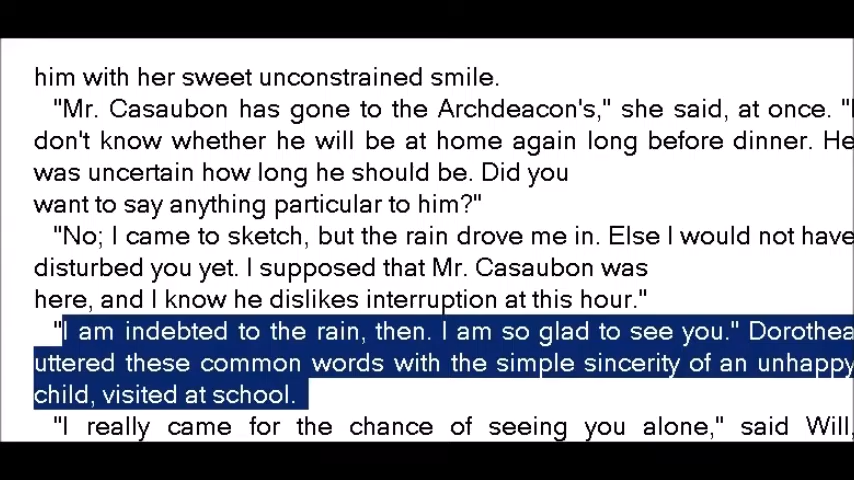 him with her sweet unconstrained smile.
"Mr. Casaubon has gone to the Archdeacon's," she said, at once. "I
don't know whether he will be at home again long before dinner. He
was uncertain how long he should be. Did you
want to say anything particular to him?"
"No; I came to sketch, but the rain drove me in. Else I would not have
disturbed you yet. I supposed that Mr. Casaubon was
here, and I know he dislikes interruption at this hour."
"I am indebted to the rain, then. I am so glad to see you." Dorothea
uttered these common words with the simple sincerity of an unhappy
child, visited at school.
"I really came for the chance of seeing you alone," said Will,